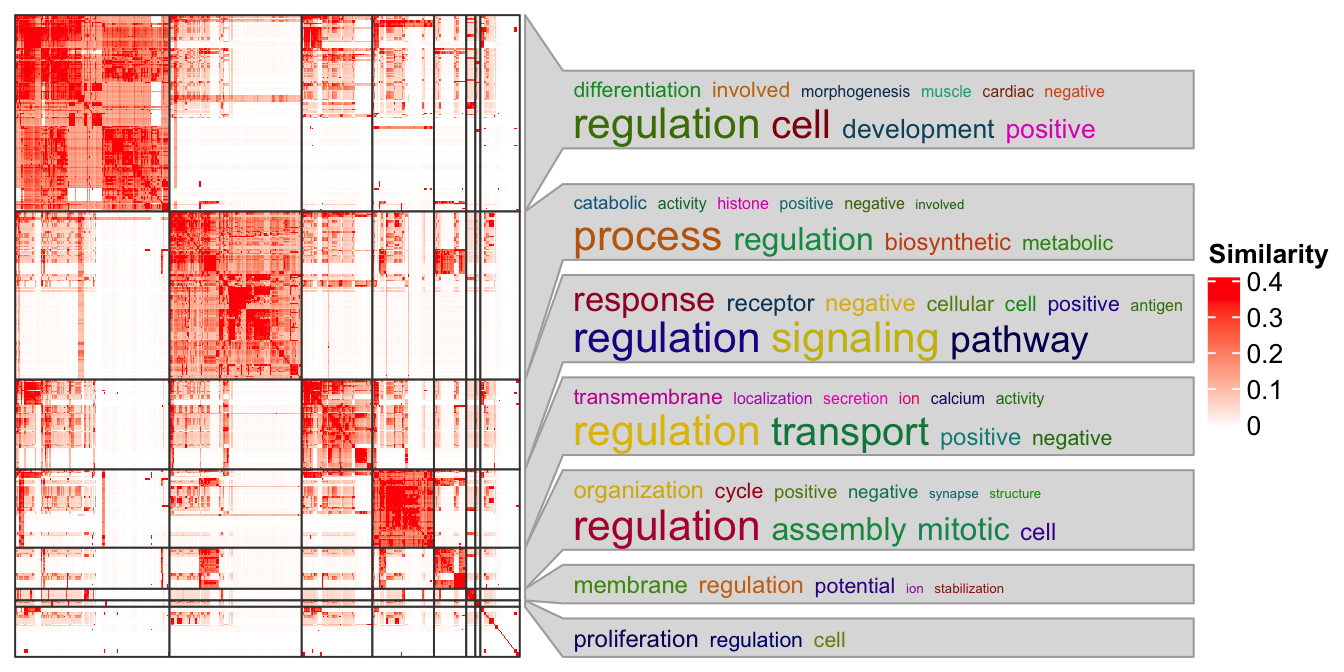 differentiation involved morphogenesis muscle cardiac negative
regulation cell development positive
catabolic activity histone positive negative involved
process regulation biosynthetic metabolic
response receptor negative cellular cell positive antigen
regulation signaling pathway
transmembrane localization secretion ion calcium activity
regulation transport positive negative
organization cycle positive negative synapse structure
regulation assembly mitotic cell
membrane regulation potential ion stabilization
proliferation regulation cell
Similarity
0.4
0.3
0.2
0.1
0